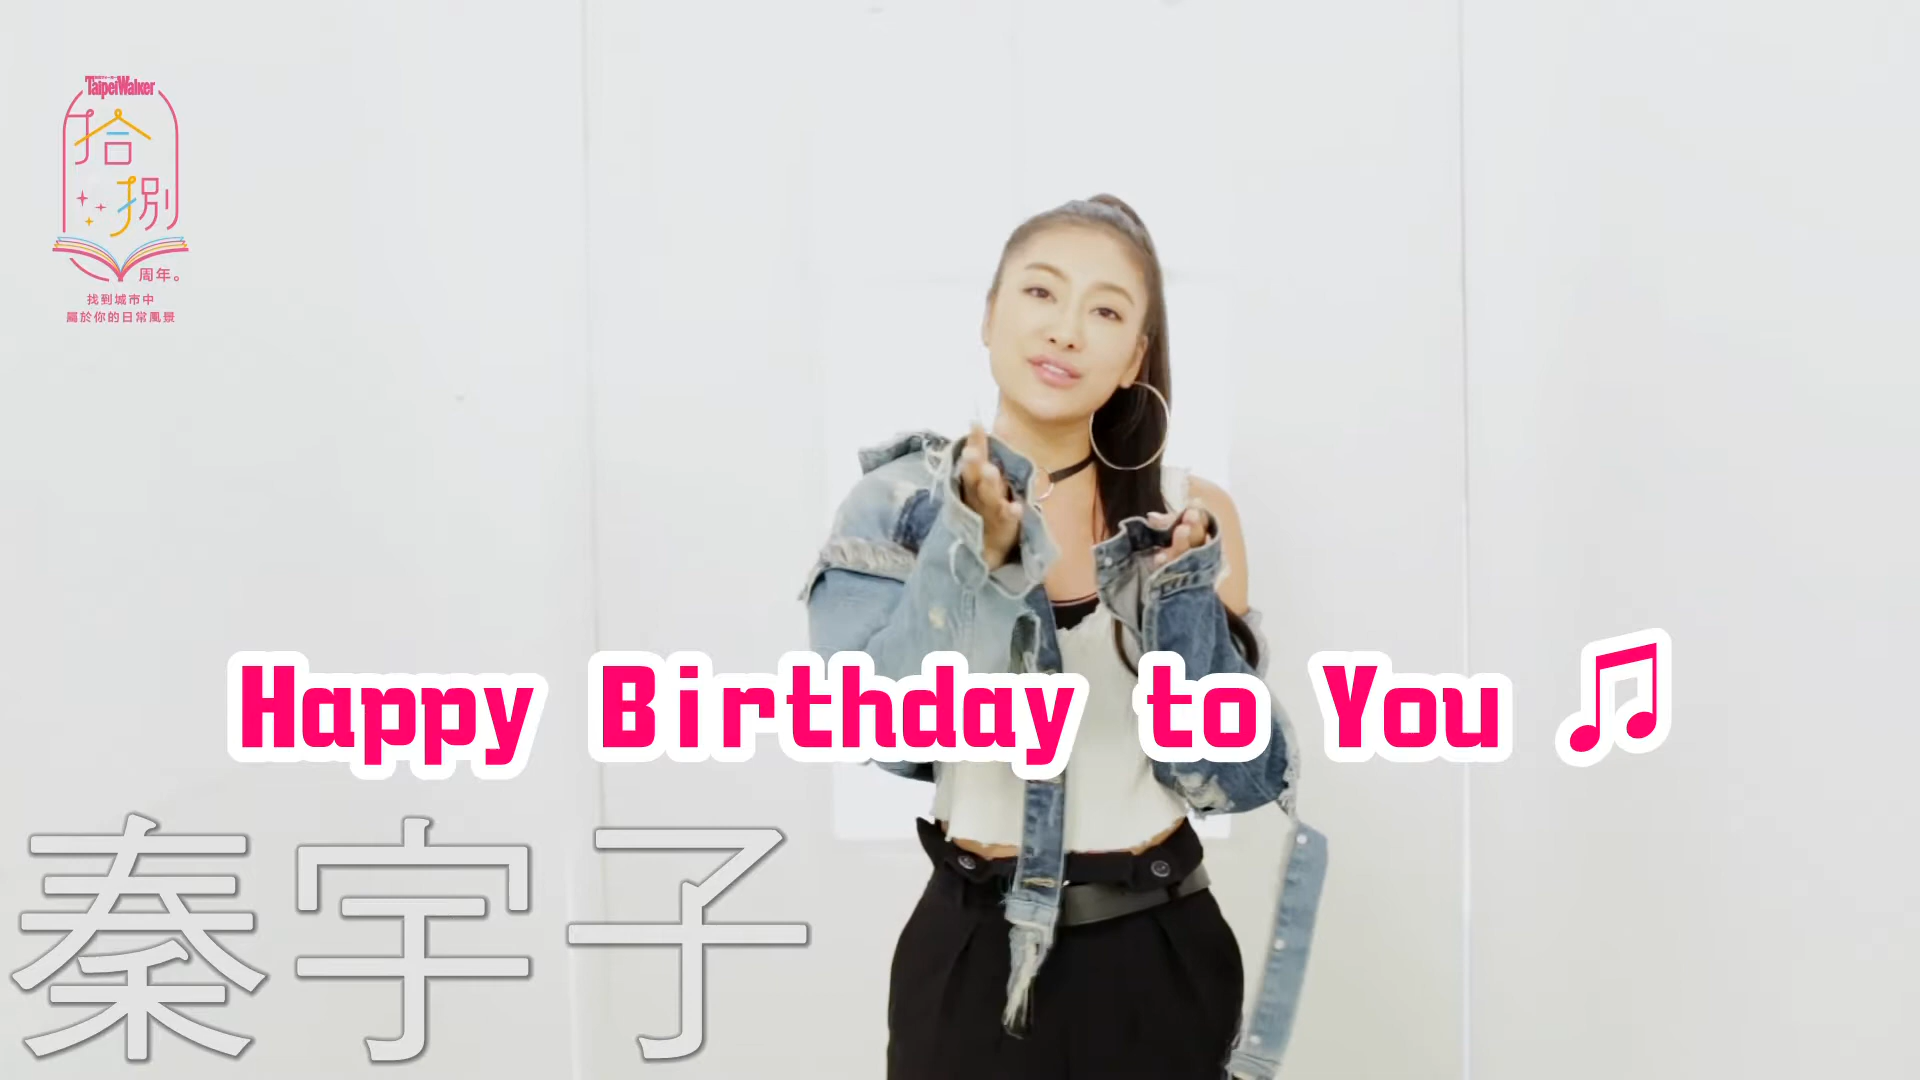 TaipeiWalker
拾
捌
周年。
找到城市中
屬於你的日常風景
Happy Birthday to You ♫
秦宇子